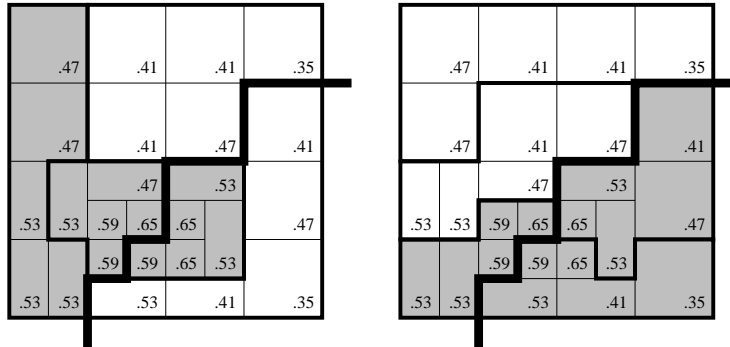 .47 .41 .41 .35 .47 .41 .41 .35
.47 .41 .47 .41 .47 .41 .47 .41
.47 .53 .47 .53
.53 .53 .59 .65 .65 .47 .53 .53 .59 .65 .65 .47
.59 .59 .65 .53 .59 .59 .65 .53
.53 .53 .53 .41 .35 .53 .53 .53 .41 .35